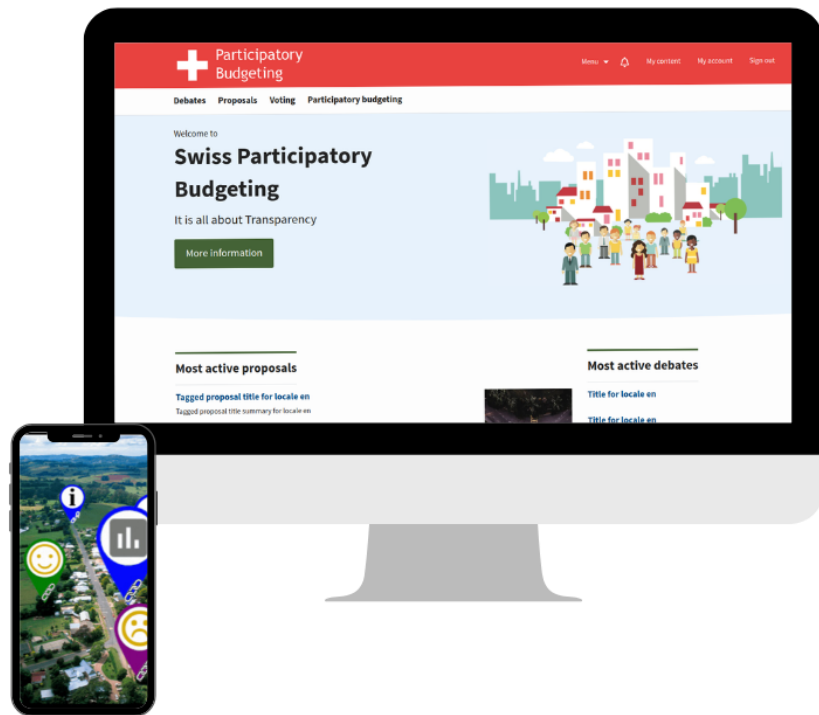 Participatory
Budgeting
Menu
My content
My account
Sign out
Debates
Proposals
Voting
Participatory budgeting
Welcome to
Swiss Participatory
Budgeting
It is all about Transparency
More information
Most active proposals
Tagged proposal title for locale en
Tagged proposal title summary for locale en
Most active debates
Title for locale en
Title for locale en
i